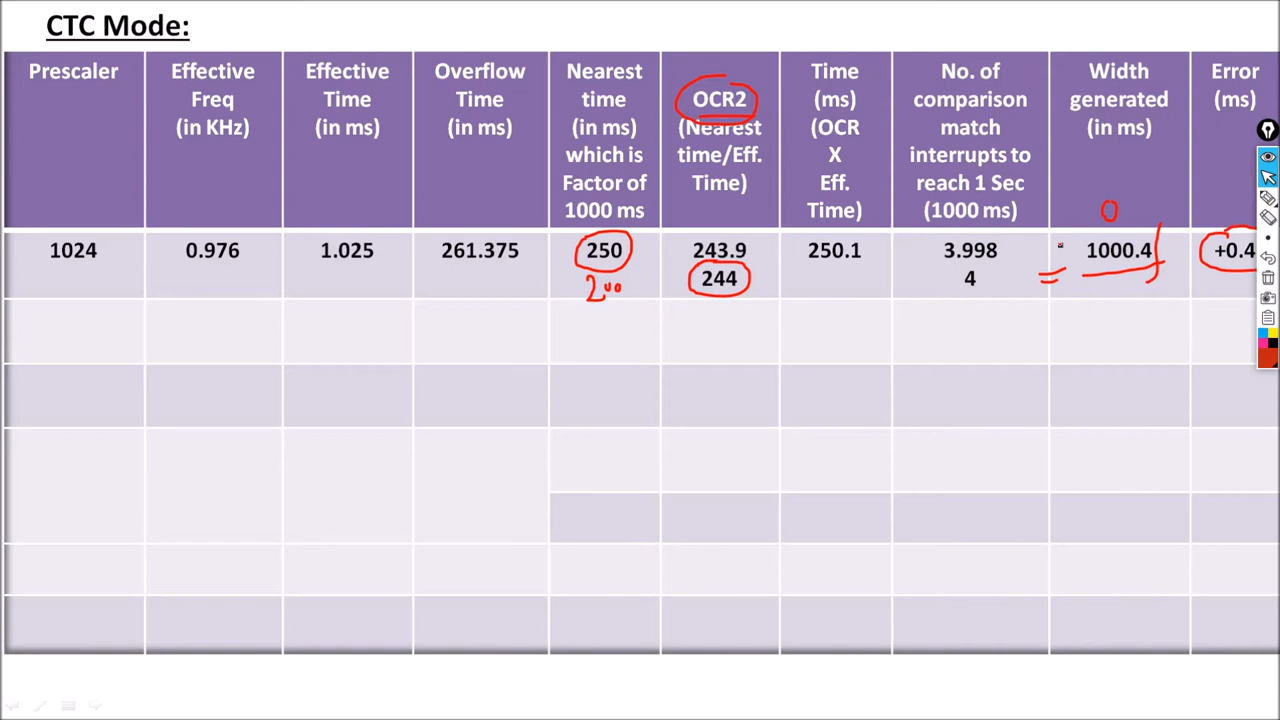 CTC Mode:
Prescaler
Effective
Freq
(in KHz)
Effective
Time
(in ms)
Overflow
Time
(in ms)
Nearest
time
(in ms)
which is
Factor of
1000 ms
OCR2
(Nearest
time/Eff.
Time)
Time
(ms)
(OCR
X
Eff.
Time)
No. of
comparison
match
interrupts to
reach 1 Sec
(1000 ms)
Width
generated
(in ms)
0
Error
(ms)
1024
0.976
1.025
261.375
250
200
243.9
244
250.1
3.998
4
=
1000.4
+0.4